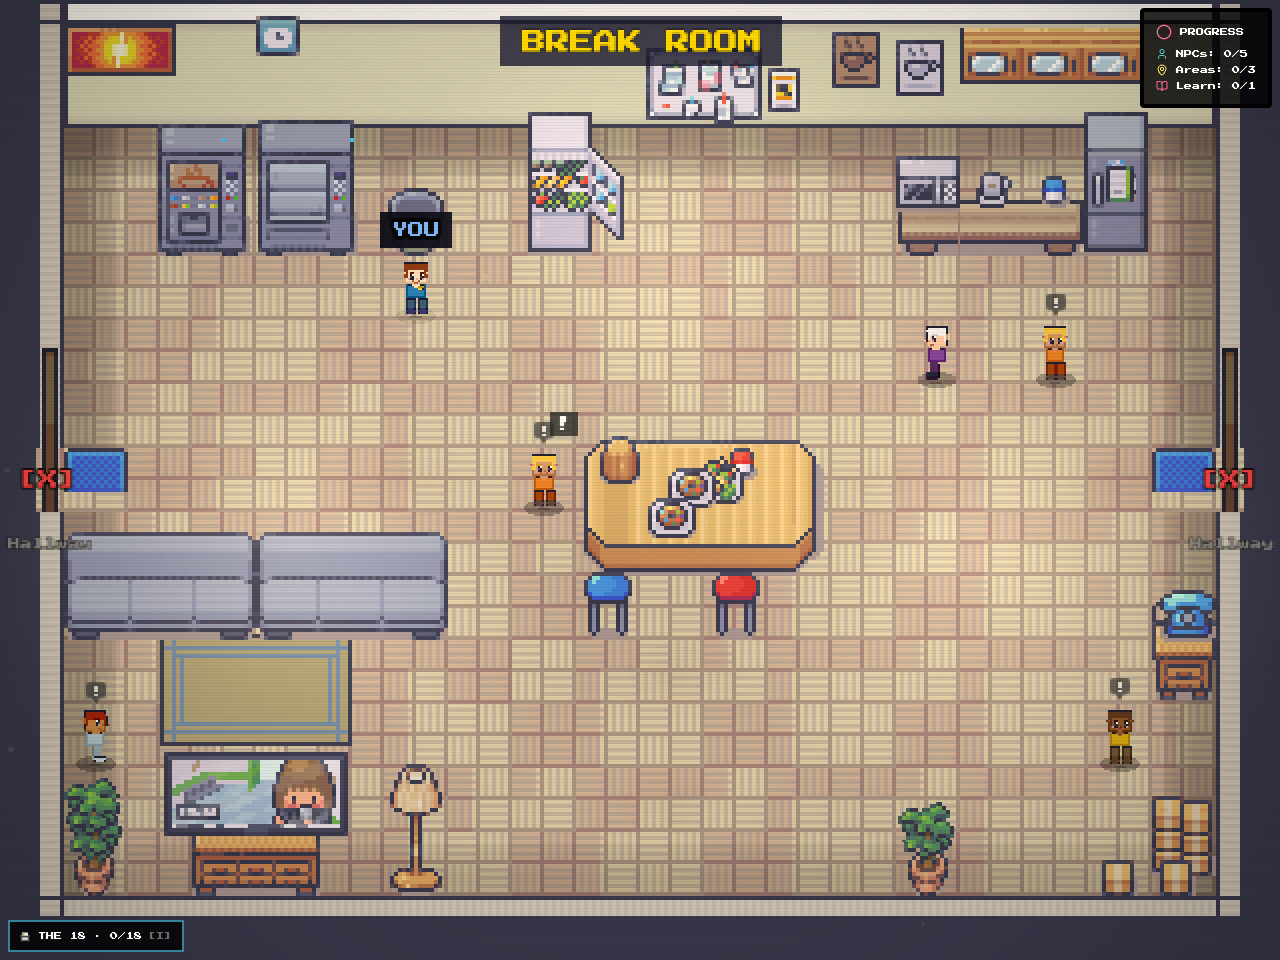 BREAK ROOM
PROGRESS
NPCs: 0/5
Areas: 0/3
Learn: 0/1
YOU
!
!
!
[X]
[X]
Hallway
Hallway
!
!
THE 18 · 0/18 [I]